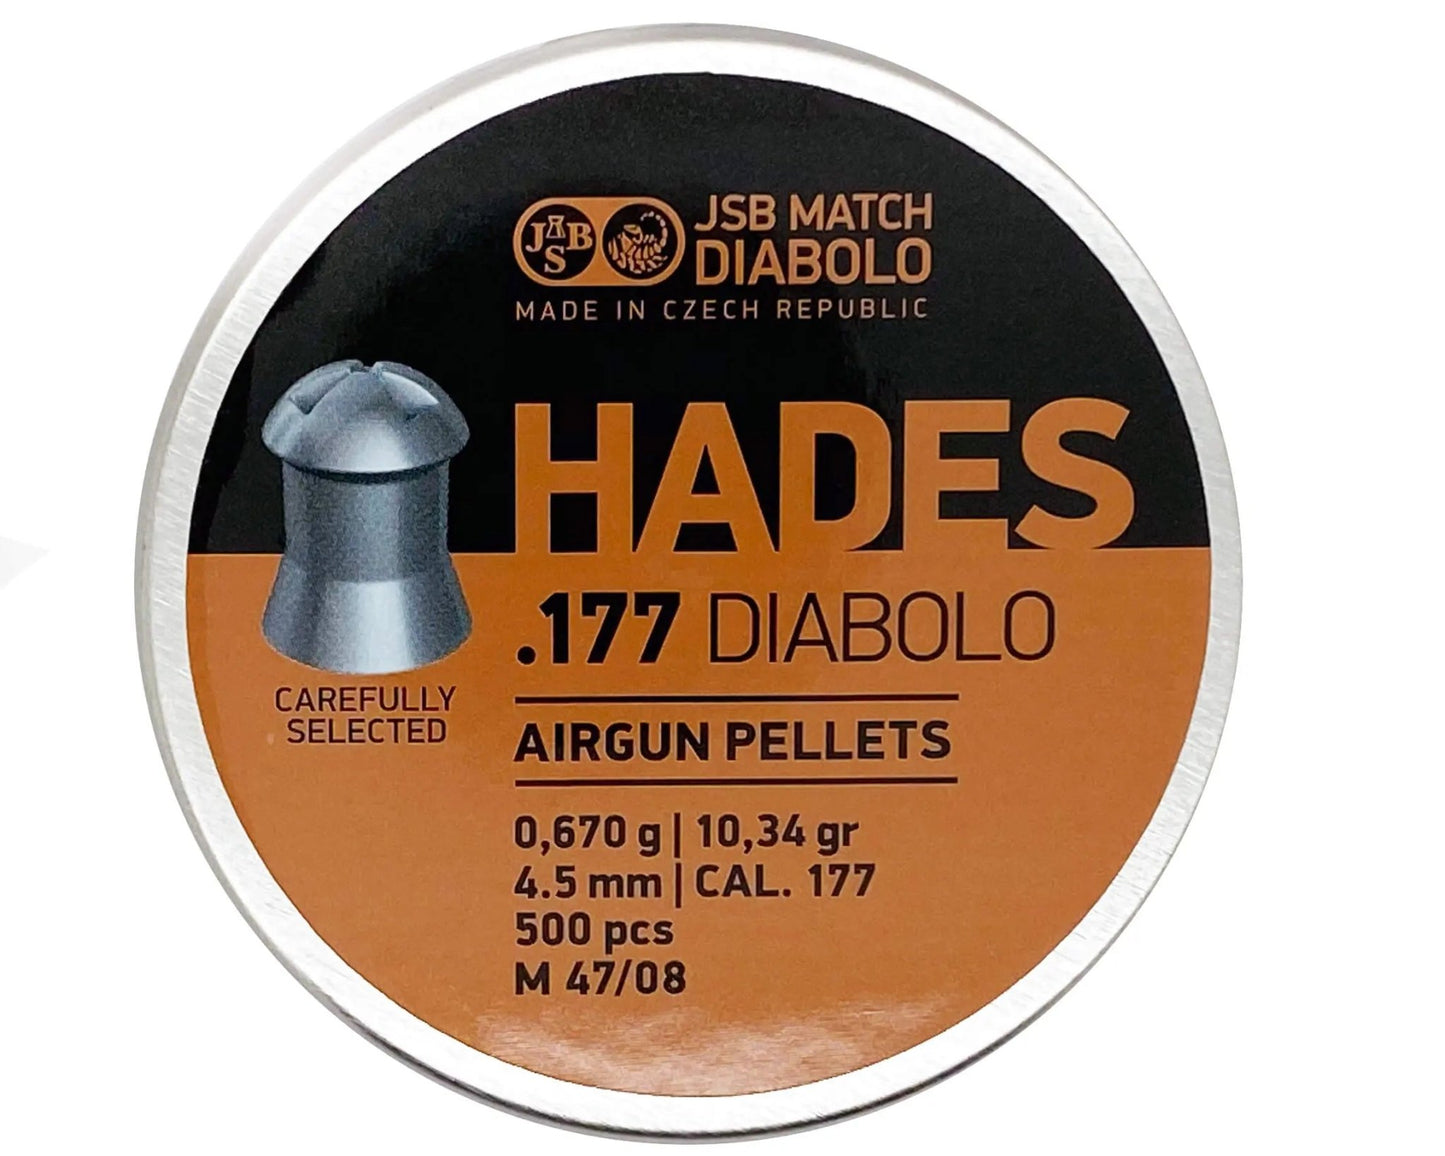 JSB
JSB MATCH
DIABOLO
MADE IN CZECH REPUBLIC
HADES
.177 DIABOLO
CAREFULLY
SELECTED
AIRGUN PELLETS
0,670 g | 10,34 gr
4.5 mm | CAL. 177
500 pcs
M 47/08